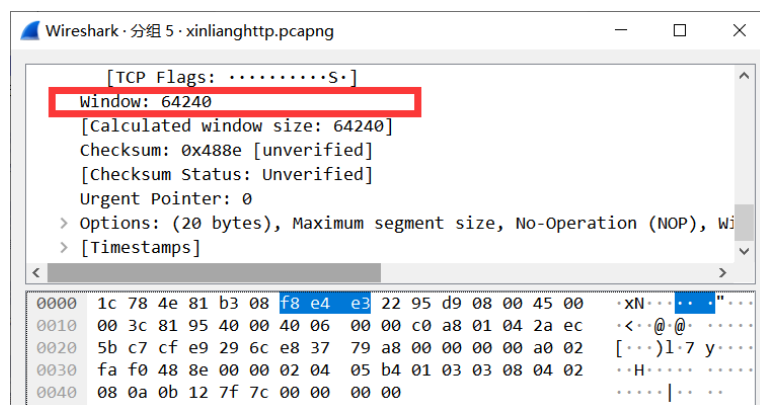 Wireshark · 分组 5 · xinlianghttp.pcapng
[TCP Flags: ··········S·]
Window: 64240
[Calculated window size: 64240]
Checksum: 0x488e [unverified]
[Checksum Status: Unverified]
Urgent Pointer: 0
> Options: (20 bytes), Maximum segment size, No-Operation (NOP), Wi
> [Timestamps]
0000 1c 78 4e 81 b3 08 f8 e4 e3 22 95 d9 08 00 45 00 ·xN··· ···"····
0010 00 3c 81 95 40 00 40 06 00 00 c0 a8 01 04 2a ec ·<··@·@· ······
0020 5b c7 cf e9 29 6c e8 37 79 a8 00 00 00 00 a0 02 [···)l·7 y·····
0030 fa f0 48 8e 00 00 02 04 05 b4 01 03 03 08 04 02 ··H····· ······
0040 08 0a 0b 12 7f 7c 00 00 00 00 ·····|·· ··